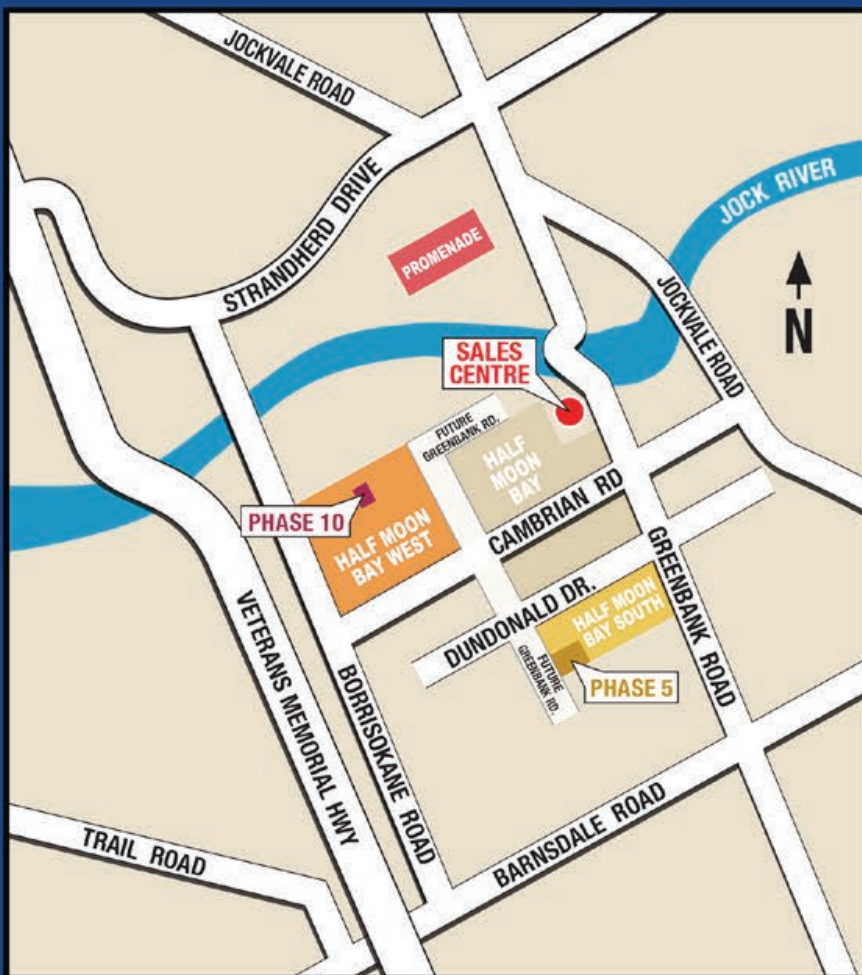 JOCKVALE ROAD
STRANDHERD DRIVE
JOCK RIVER
PROMENADE
JOCKVALE ROAD
N
SALES
CENTRE
FUTURE
GREENBANK RD.
HALF
MOON
BAY
PHASE 10
HALF MOON
BAY WEST
CAMBRIAN RD
GREENBANK ROAD
DUNDONALD DR.
HALF MOON
BAY SOUTH
FUTURE
GREENBANK RD.
PHASE 5
VETERANS MEMORIAL HWY
BORRISOKANE ROAD
BARNSDALE ROAD
TRAIL ROAD